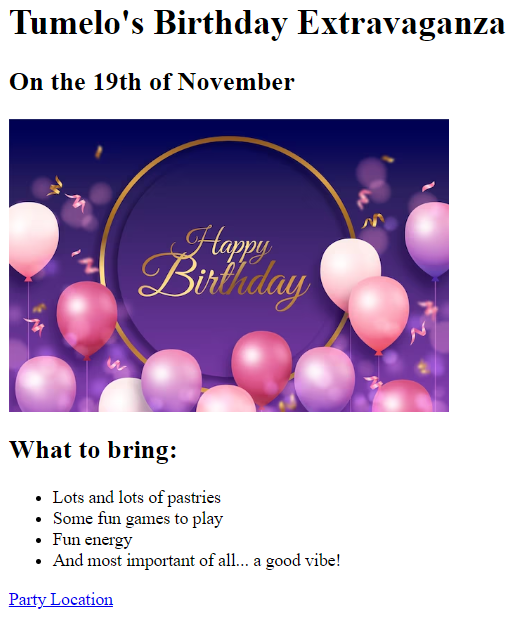 Tumelo's Birthday Extravaganza
On the 19th of November
Happy
Birthday
What to bring:
Lots and lots of pastries
Some fun games to play
Fun energy
And most important of all... a good vibe!
Party Location